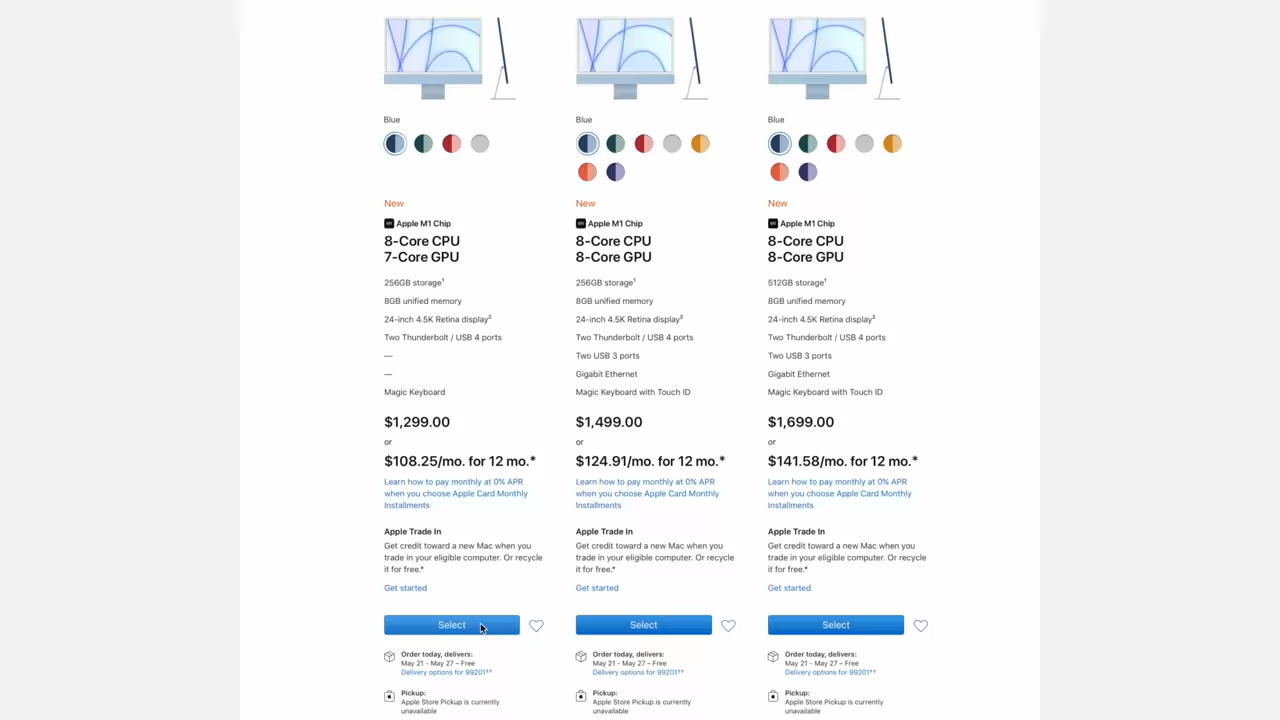 Blue
New
Apple M1 Chip
8-Core CPU
7-Core GPU
256GB storage¹
8GB unified memory
24-inch 4.5K Retina display²
Two Thunderbolt / USB 4 ports
—
—
Magic Keyboard
$1,299.00
or
$108.25/mo. for 12 mo.*
Learn how to pay monthly at 0% APR
when you choose Apple Card Monthly
Installments
Apple Trade In
Get credit toward a new Mac when you
trade in your eligible computer. Or recycle
it for free.*
Get started
Select
Order today, delivers:
May 21 - May 27 – Free
Delivery options for 99201††
Pickup:
Apple Store Pickup is currently
unavailable
Blue
New
Apple M1 Chip
8-Core CPU
8-Core GPU
256GB storage¹
8GB unified memory
24-inch 4.5K Retina display²
Two Thunderbolt / USB 4 ports
Two USB 3 ports
Gigabit Ethernet
Magic Keyboard with Touch ID
$1,499.00
or
$124.91/mo. for 12 mo.*
Learn how to pay monthly at 0% APR
when you choose Apple Card Monthly
Installments
Apple Trade In
Get credit toward a new Mac when you
trade in your eligible computer. Or recycle
it for free.*
Get started
Select
Order today, delivers:
May 21 - May 27 – Free
Delivery options for 99201††
Pickup:
Apple Store Pickup is currently
unavailable
Blue
New
Apple M1 Chip
8-Core CPU
8-Core GPU
512GB storage¹
8GB unified memory
24-inch 4.5K Retina display²
Two Thunderbolt / USB 4 ports
Two USB 3 ports
Gigabit Ethernet
Magic Keyboard with Touch ID
$1,699.00
or
$141.58/mo. for 12 mo.*
Learn how to pay monthly at 0% APR
when you choose Apple Card Monthly
Installments
Apple Trade In
Get credit toward a new Mac when you
trade in your eligible computer. Or recycle
it for free.*
Get started
Select
Order today, delivers:
May 21 - May 27 – Free
Delivery options for 99201††
Pickup:
Apple Store Pickup is currently
unavailable